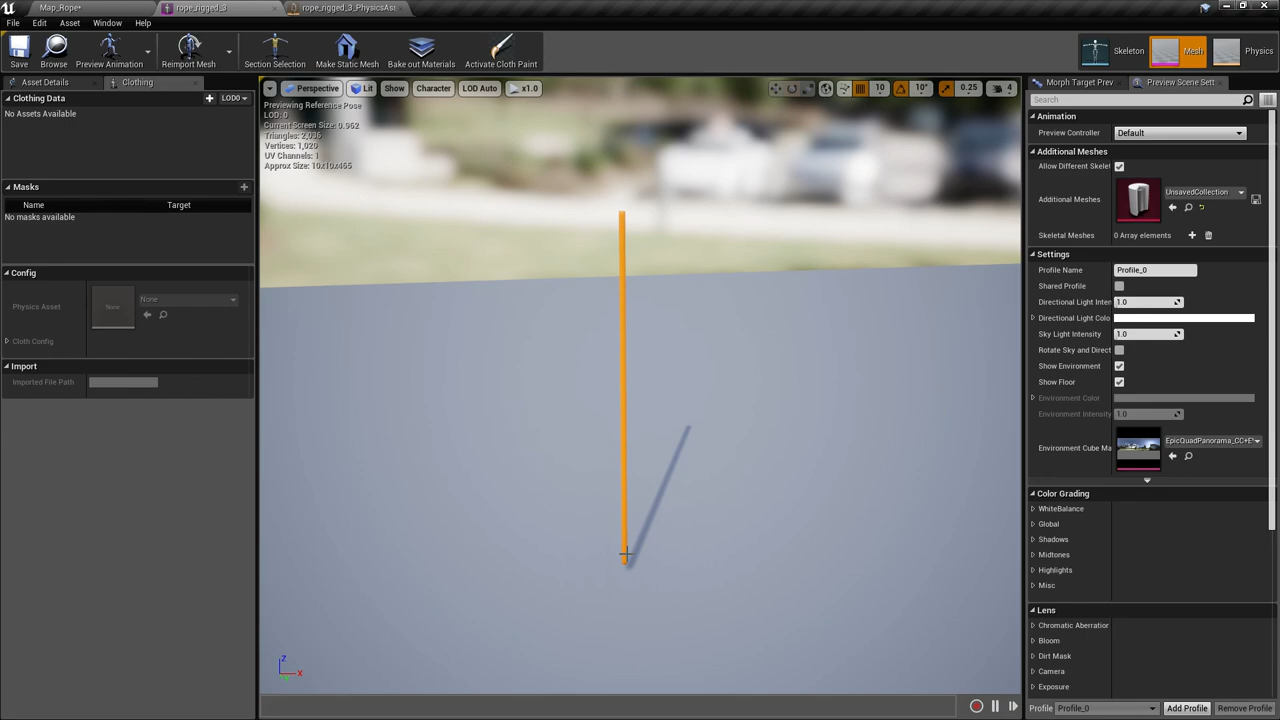 Map_Rope*
rope_rigged_3
rope_rigged_3_PhysicsAss
File Edit Asset Window Help
Save
Browse
Preview Animation
Reimport Mesh
Section Selection
Make Static Mesh
Bake out Materials
Activate Cloth Paint
Skeleton
Mesh
Physics
Asset Details
Clothing
Clothing Data
LOD0
No Assets Available
Masks
Name Target
No masks available
Config
Physics Asset
None
None
Cloth Config
Import
Imported File Path
Perspective Lit Show Character LOD Auto x1.0
10 10° 0.25 4
Previewing Reference Pose
LOD: 0
Current Screen Size: 0.962
Triangles: 2,036
Vertices: 1,020
UV Channels: 1
Approx Size: 10x10x465
Z
X
Morph Target Prev
Preview Scene Sett
Search
Animation
Preview Controller Default
Additional Meshes
Allow Different Skele
Additional Meshes UnsavedCollection
Skeletal Meshes 0 Array elements
Settings
Profile Name Profile_0
Shared Profile
Directional Light Inten 1.0
Directional Light Colo
Sky Light Intensity 1.0
Rotate Sky and Direct
Show Environment
Show Floor
Environment Color
Environment Intensity 1.0
Environment Cube Ma EpicQuadPanorama_CC+E
Color Grading
WhiteBalance
Global
Shadows
Midtones
Highlights
Misc
Lens
Chromatic Aberration
Bloom
Dirt Mask
Camera
Exposure
Profile Profile_0 Add Profile Remove Profile